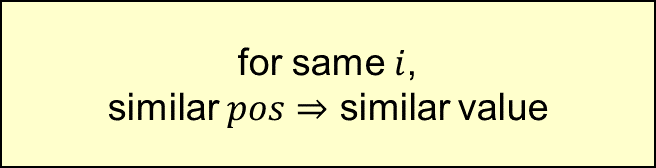 for same 𝑖,
similar 𝑝𝑜𝑠 ⇒ similar value